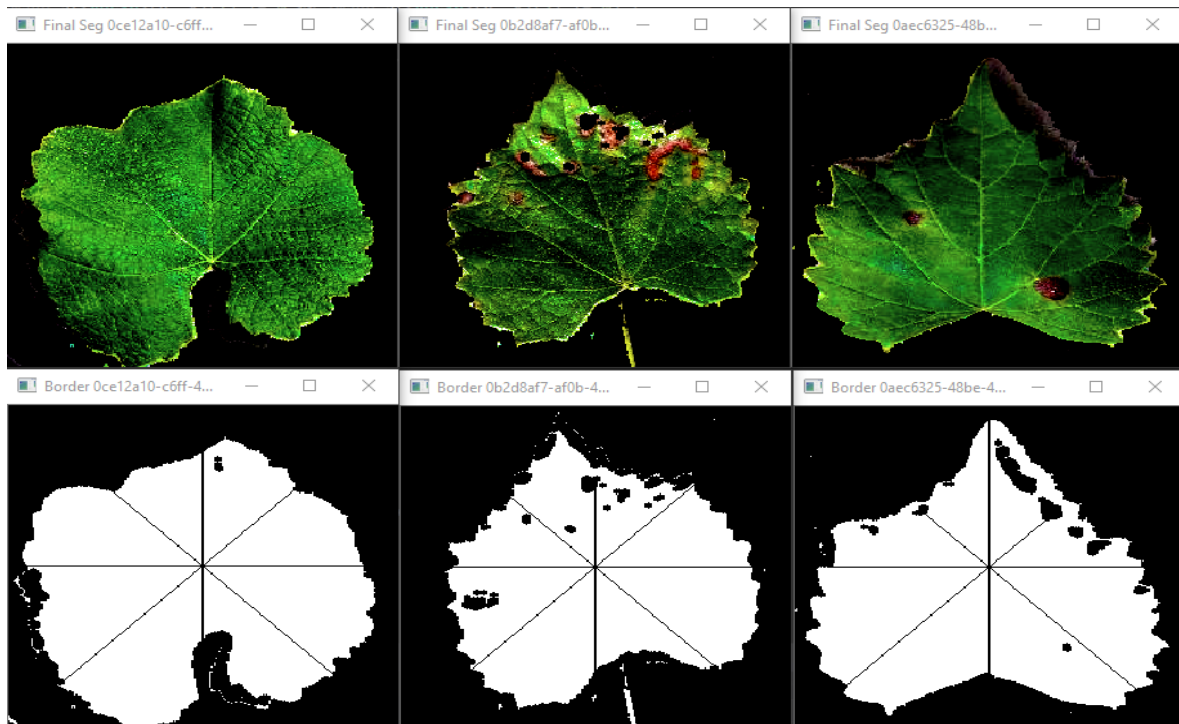 Final Seg 0ce12a10-c6ff...
Final Seg 0b2d8af7-af0b...
Final Seg 0aec6325-48b...
Border 0ce12a10-c6ff-4...
Border 0b2d8af7-af0b-4...
Border 0aec6325-48be-4...